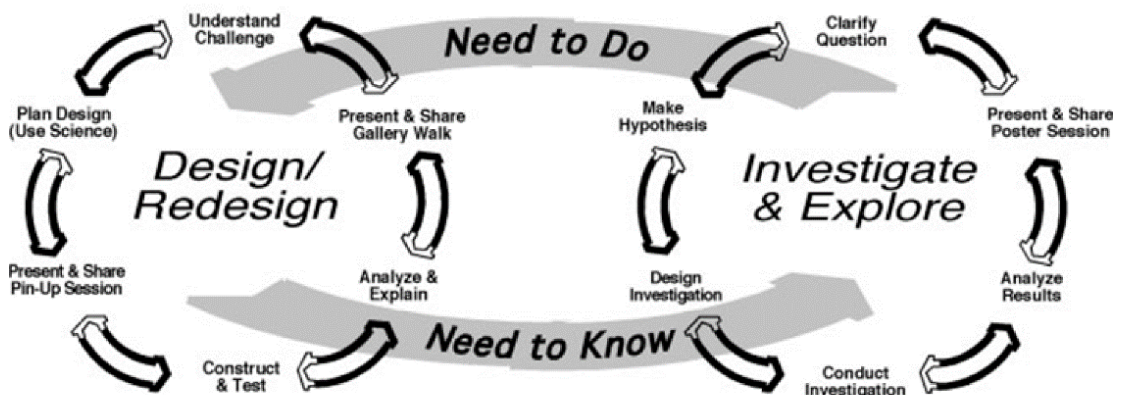 Understand
Challenge
Need to Do
Clarify
Question
Plan Design
(Use Science)
Present & Share
Gallery Walk
Make
Hypothesis
Present & Share
Poster Session
Design/
Redesign
Investigate
& Explore
Present & Share
Pin-Up Session
Analyze &
Explain
Design
Investigation
Analyze
Results
Need to Know
Construct
& Test
Conduct
Investigation